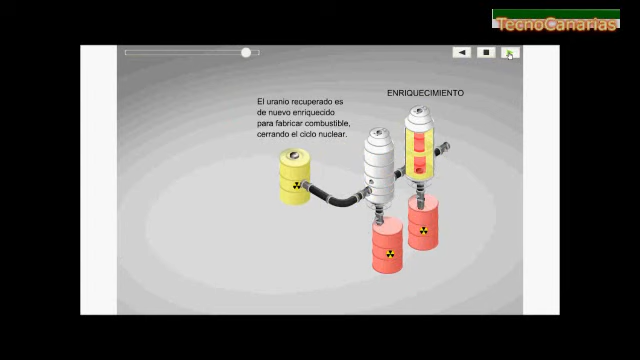 TecnoCanarias
ENRIQUECIMIENTO
El uranio recuperado es
de nuevo enriquecido
para fabricar combustible,
cerrando el ciclo nuclear.